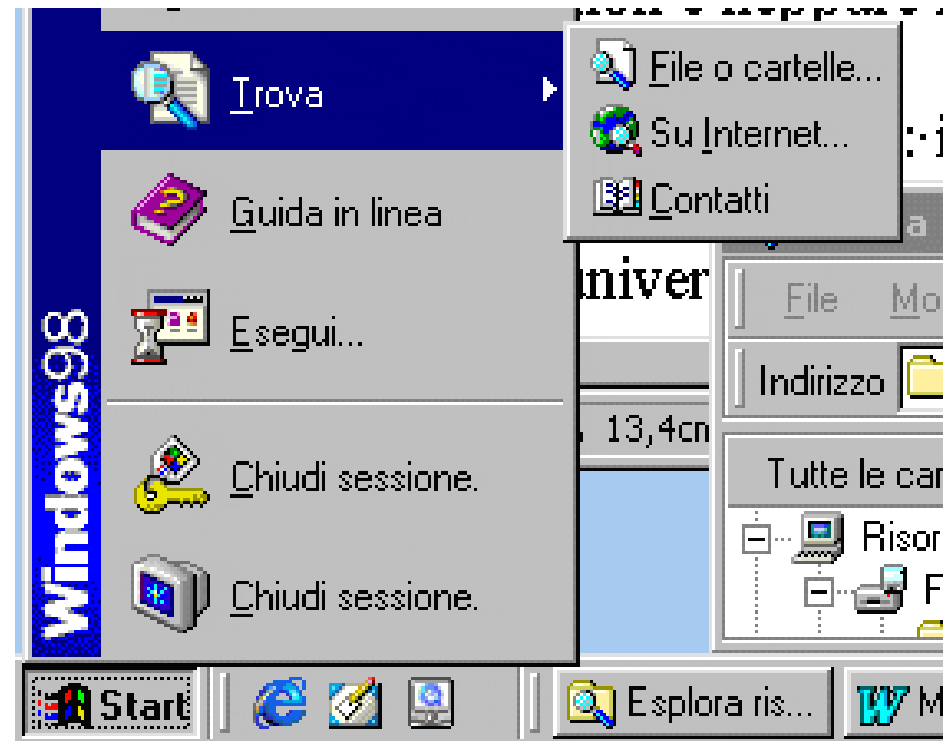 Trova
File o cartelle...
Su Internet...
Contatti
Guida in linea
Esegui...
Chiudi sessione.
Chiudi sessione.
Windows98
univer
File Mo
Indirizzo
13,4cm
Tutte le car
Risor
F
Start
Esplora ris...
M